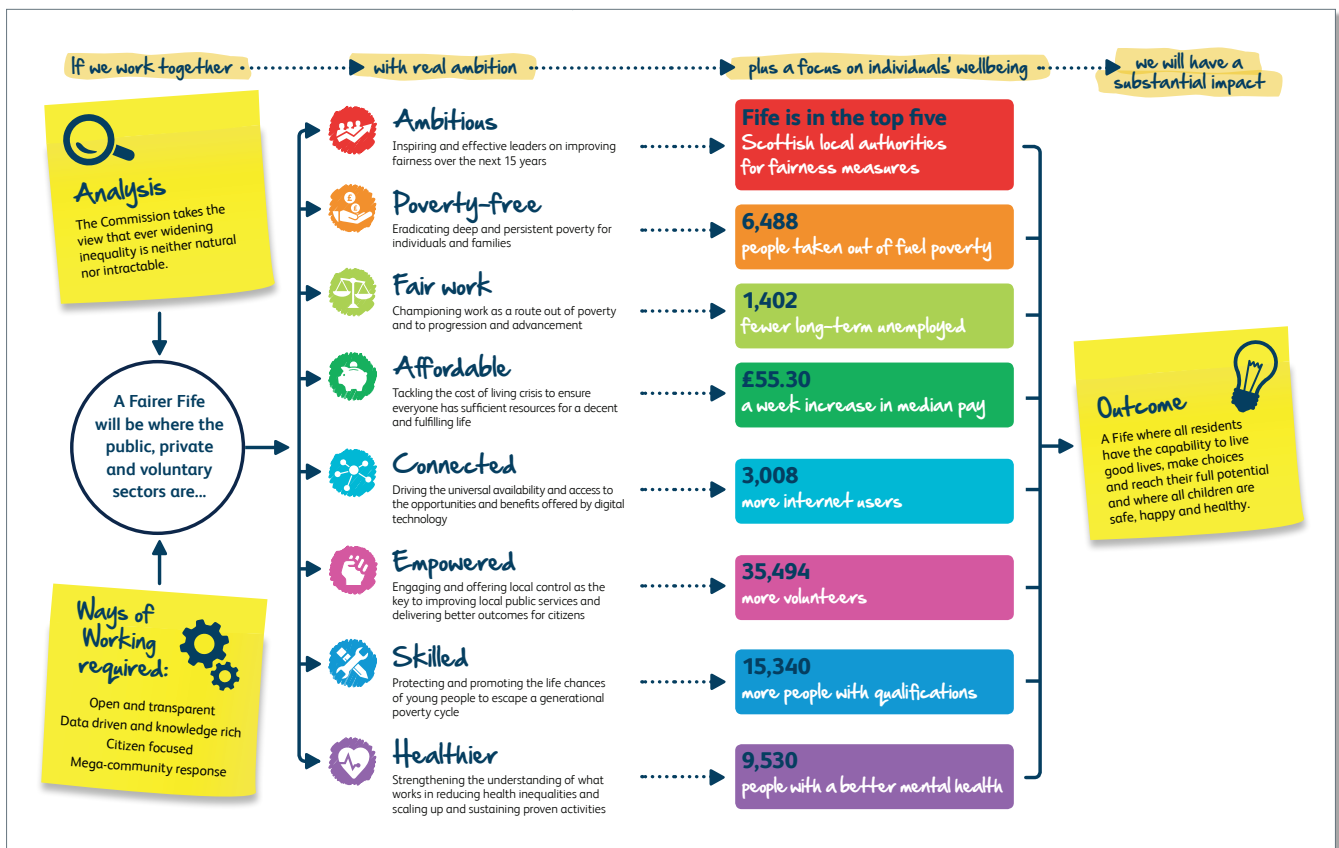 If we work together
with real ambition
plus a focus on individuals' wellbeing
we will have a
substantial impact
Analysis
The Commission takes the
view that ever widening
inequality is neither natural
nor intractable.
A Fairer Fife
will be where the
public, private
and voluntary
sectors are...
Ways of
Working
required:
Open and transparent
Data driven and knowledge rich
Citizen focused
Mega-community response
Ambitious
Inspiring and effective leaders on improving
fairness over the next 15 years
Fife is in the top five
Scottish local authorities
for fairness measures
Poverty-free
Eradicating deep and persistent poverty for
individuals and families
6,488
people taken out of fuel poverty
Fair work
Championing work as a route out of poverty
and to progression and advancement
1,402
fewer long-term unemployed
Affordable
Tackling the cost of living crisis to ensure
everyone has sufficient resources for a decent
and fulfilling life
£55.30
a week increase in median pay
Connected
Driving the universal availability and access to
the opportunities and benefits offered by digital
technology
3,008
more internet users
Empowered
Engaging and offering local control as the
key to improving local public services and
delivering better outcomes for citizens
35,494
more volunteers
Skilled
Protecting and promoting the life chances
of young people to escape a generational
poverty cycle
15,340
more people with qualifications
Healthier
Strengthening the understanding of what
works in reducing health inequalities and
scaling up and sustaining proven activities
9,530
people with a better mental health
Outcome
A Fife where all residents
have the capability to live
good lives, make choices
and reach their full potential
and where all children are
safe, happy and healthy.